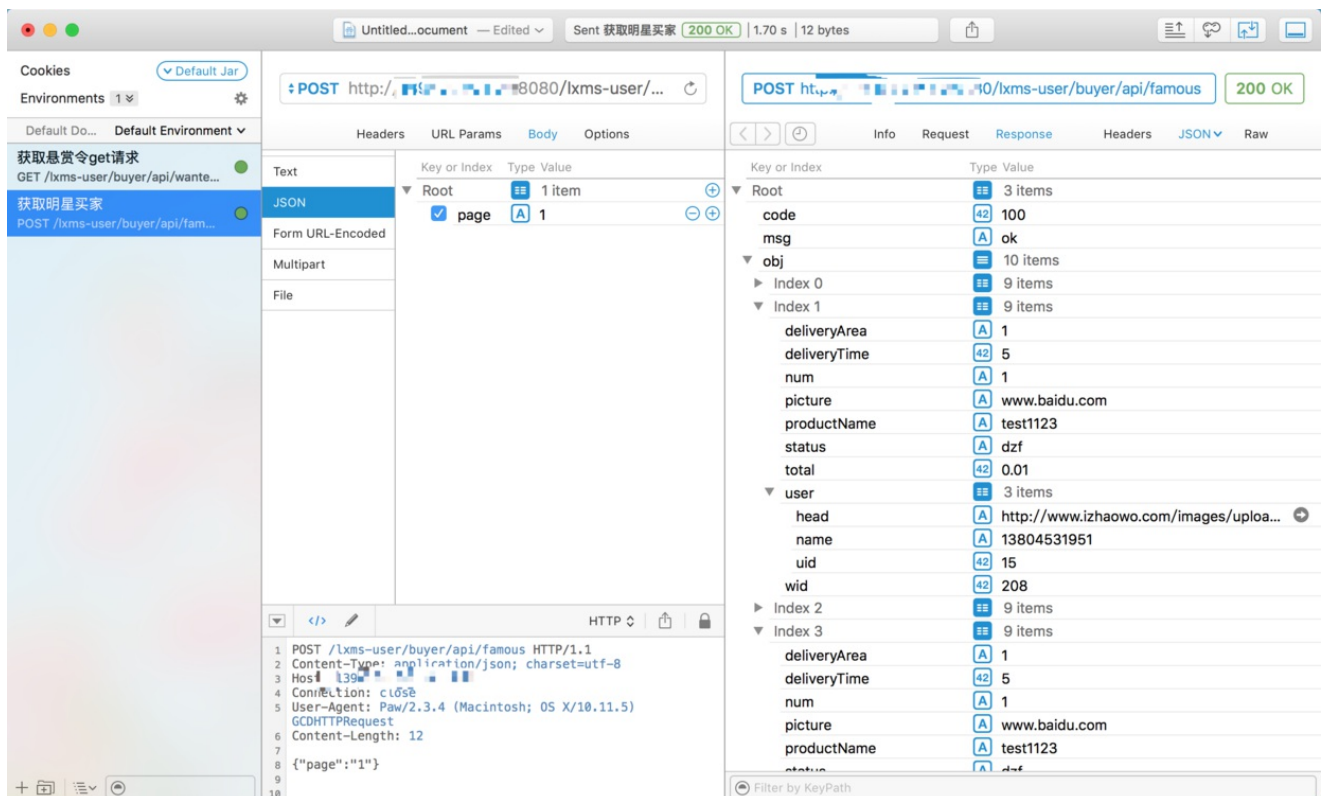 Untitled...ocument — Edited
Sent 获取明星买家 200 OK | 1.70 s | 12 bytes
Cookies
Default Jar
Environments 1
Default Do... Default Environment
获取悬赏令get请求
GET /lxms-user/buyer/api/wante...
获取明星买家
POST /lxms-user/buyer/api/fam...
POST http:/ 8080/lxms-user/...
Headers URL Params Body Options
Text
JSON
Form URL-Encoded
Multipart
File
Key or Index Type Value
Root 1 item
page A 1
HTTP
1 POST /lxms-user/buyer/api/famous HTTP/1.1
2 Content-Type: application/json; charset=utf-8
3 Host
4 Connection: close
5 User-Agent: Paw/2.3.4 (Macintosh; OS X/10.11.5)
GCDHTTPRequest
6 Content-Length: 12
7
8 {"page":"1"}
9
10
POST /lxms-user/buyer/api/famous 200 OK
Info Request Response Headers JSON Raw
Key or Index Type Value
Root 3 items
code 42 100
msg A ok
obj 10 items
Index 0 9 items
Index 1 9 items
deliveryArea A 1
deliveryTime 42 5
num A 1
picture A www.baidu.com
productName A test1123
status A dzf
total 42 0.01
user 3 items
head A http://www.izhaowo.com/images/uploa...
name A 13804531951
uid 42 15
wid 42 208
Index 2 9 items
Index 3 9 items
deliveryArea A 1
deliveryTime 42 5
num A 1
picture A www.baidu.com
productName A test1123
status A dzf
Filter by KeyPath